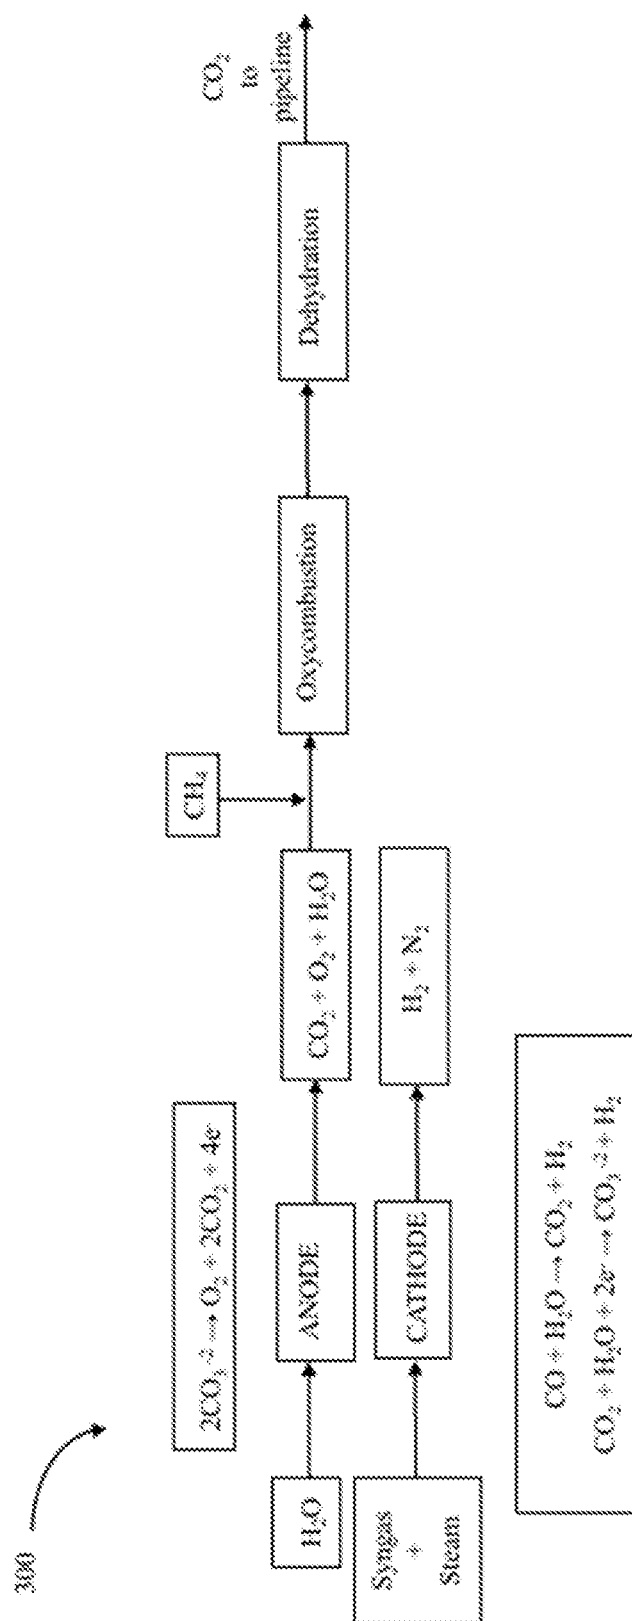 300
2CO₃⁻² → O₂ + 2CO₂ + 4e⁻
H₂O
ANODE
CO₂ + O₂ + H₂O
CH₄
Oxycombustion
Dehydration
CO₂
to
pipeline
Syngas
+
Steam
CATHODE
H₂ + N₂
CO + H₂O → CO₂ + H₂
CO₂ + H₂O + 2e⁻ → CO₃⁻² + H₂